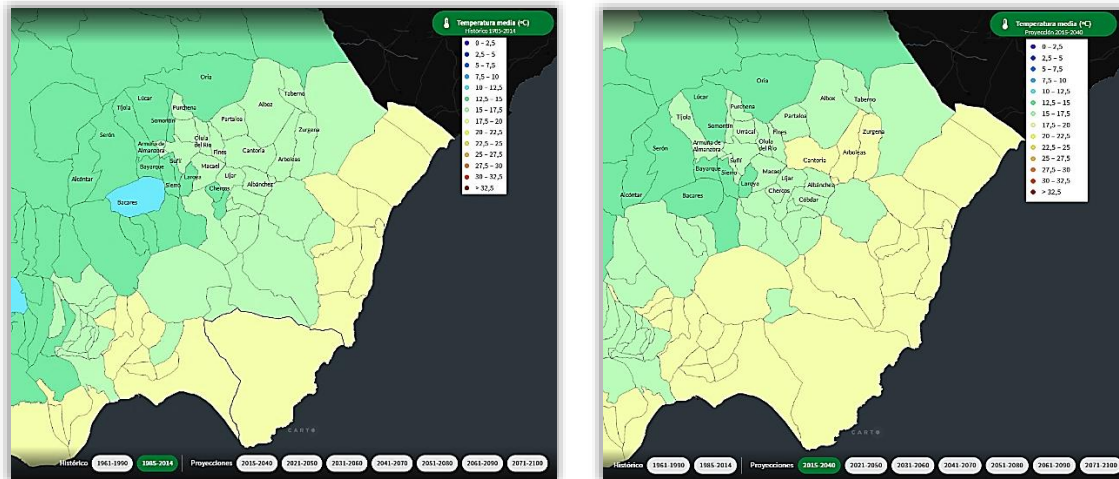 Temperatura media (ºC)
Histórico 1985-2014
0 – 2,5
2,5 – 5
5 – 7,5
7,5 – 10
10 – 12,5
12,5 – 15
15 – 17,5
17,5 – 20
20 – 22,5
22,5 – 25
25 – 27,5
27,5 – 30
30 – 32,5
> 32,5
Oria
Lúcar
Tíjola
Purchena
Albox
Taberno
Somontín
Partaloa
Serón
Zurgena
Olula
del Río
Armuña de
Almanzora
Fines
Cantoria
Suflí
Arboleas
Bayarque
Macael
Alcóntar
Sierro
Laroya
Líjar
Albánchez
Chercos
Bacares
CARTO
Histórico
1961-1990
1985-2014
Proyecciones
2015-2040
2021-2050
2031-2060
2041-2070
2051-2080
2061-2090
2071-2100
Temperatura media (ºC)
Proyección 2015-2040
0 – 2,5
2,5 – 5
5 – 7,5
7,5 – 10
10 – 12,5
12,5 – 15
15 – 17,5
17,5 – 20
20 – 22,5
22,5 – 25
25 – 27,5
27,5 – 30
30 – 32,5
> 32,5
Oria
Lúcar
Purchena
Albox
Taberno
Tíjola
Partaloa
Somontín
Urrácal
Fines
Zurgena
Serón
Armuña de
Almanzora
Olula
del Río
Cantoria
Arboleas
Suflí
Bayarque
Sierro
Macael
Líjar
Laroya
Albánchez
Alcóntar
Bacares
Chercos
Cóbdar
CARTO
Histórico
1961-1990
1985-2014
Proyecciones
2015-2040
2021-2050
2031-2060
2041-2070
2051-2080
2061-2090
2071-2100